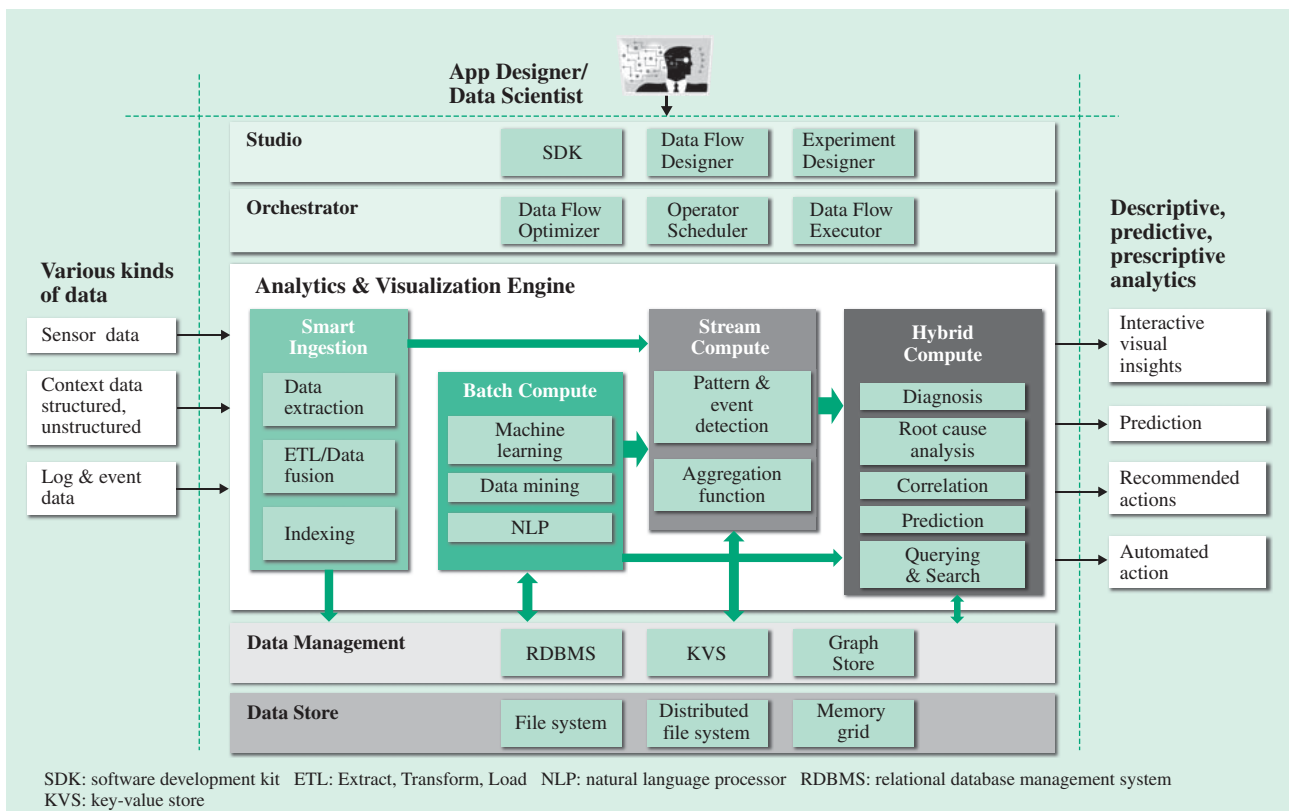 App Designer/
Data Scientist
Studio
SDK
Data Flow
Designer
Experiment
Designer
Orchestrator
Data Flow
Optimizer
Operator
Scheduler
Data Flow
Executor
Various kinds
of data
Sensor data
Context data
structured,
unstructured
Log & event
data
Analytics & Visualization Engine
Smart
Ingestion
Data
extraction
ETL/Data
fusion
Indexing
Batch Compute
Machine
learning
Data mining
NLP
Stream
Compute
Pattern &
event
detection
Aggregation
function
Hybrid
Compute
Diagnosis
Root cause
analysis
Correlation
Prediction
Querying
& Search
Descriptive,
predictive,
prescriptive
analytics
Interactive
visual
insights
Prediction
Recommended
actions
Automated
action
Data Management
RDBMS
KVS
Graph
Store
Data Store
File system
Distributed
file system
Memory
grid
SDK: software development kit ETL: Extract, Transform, Load NLP: natural language processor RDBMS: relational database management system
KVS: key-value store